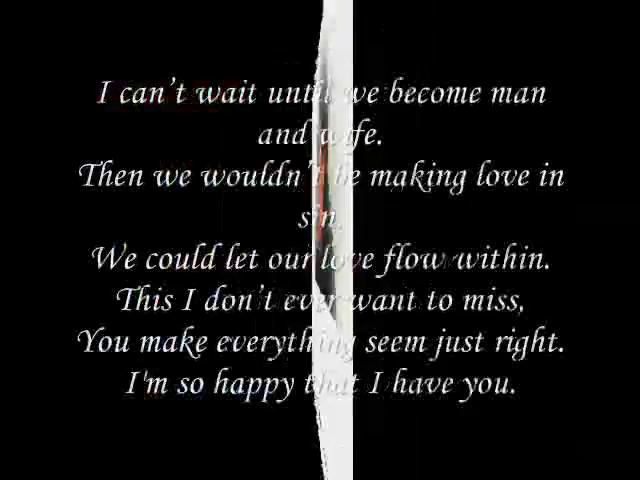 I can't wait until we become man
and wife.
Then we wouldn't be making love in
sin.
We could let our love flow within.
This I don't ever want to miss,
You make everything seem just right.
I'm so happy that I have you.